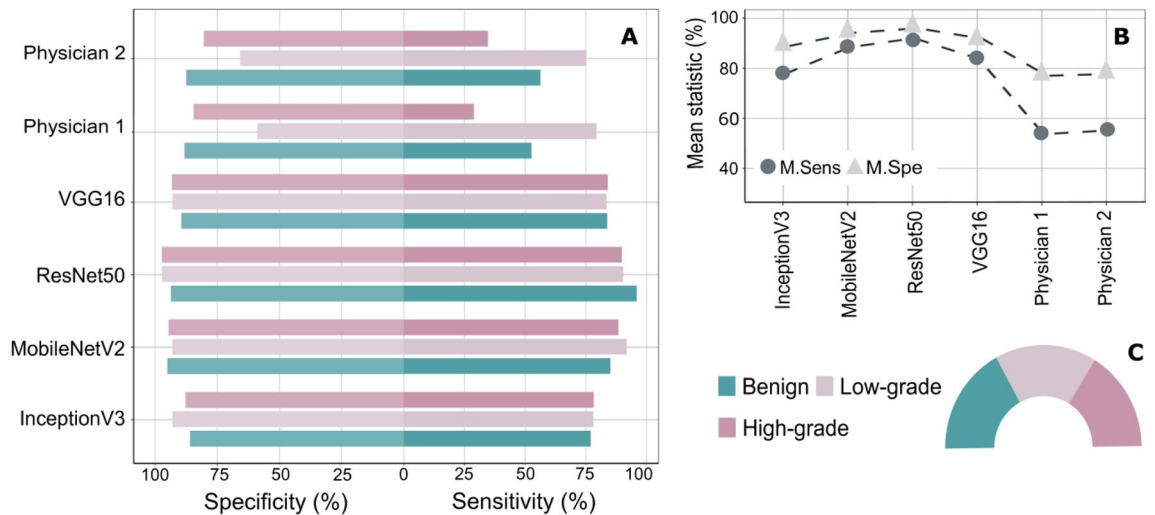 A
Physician 2
Physician 1
VGG16
ResNet50
MobileNetV2
InceptionV3
100 75 50 25 0 25 50 75 100
Specificity (%) Sensitivity (%)
B
Mean statistic (%)
100
80
60
40
M.Sens M.Spe
InceptionV3
MobileNetV2
ResNet50
VGG16
Physician 1
Physician 2
C
Benign Low-grade
High-grade